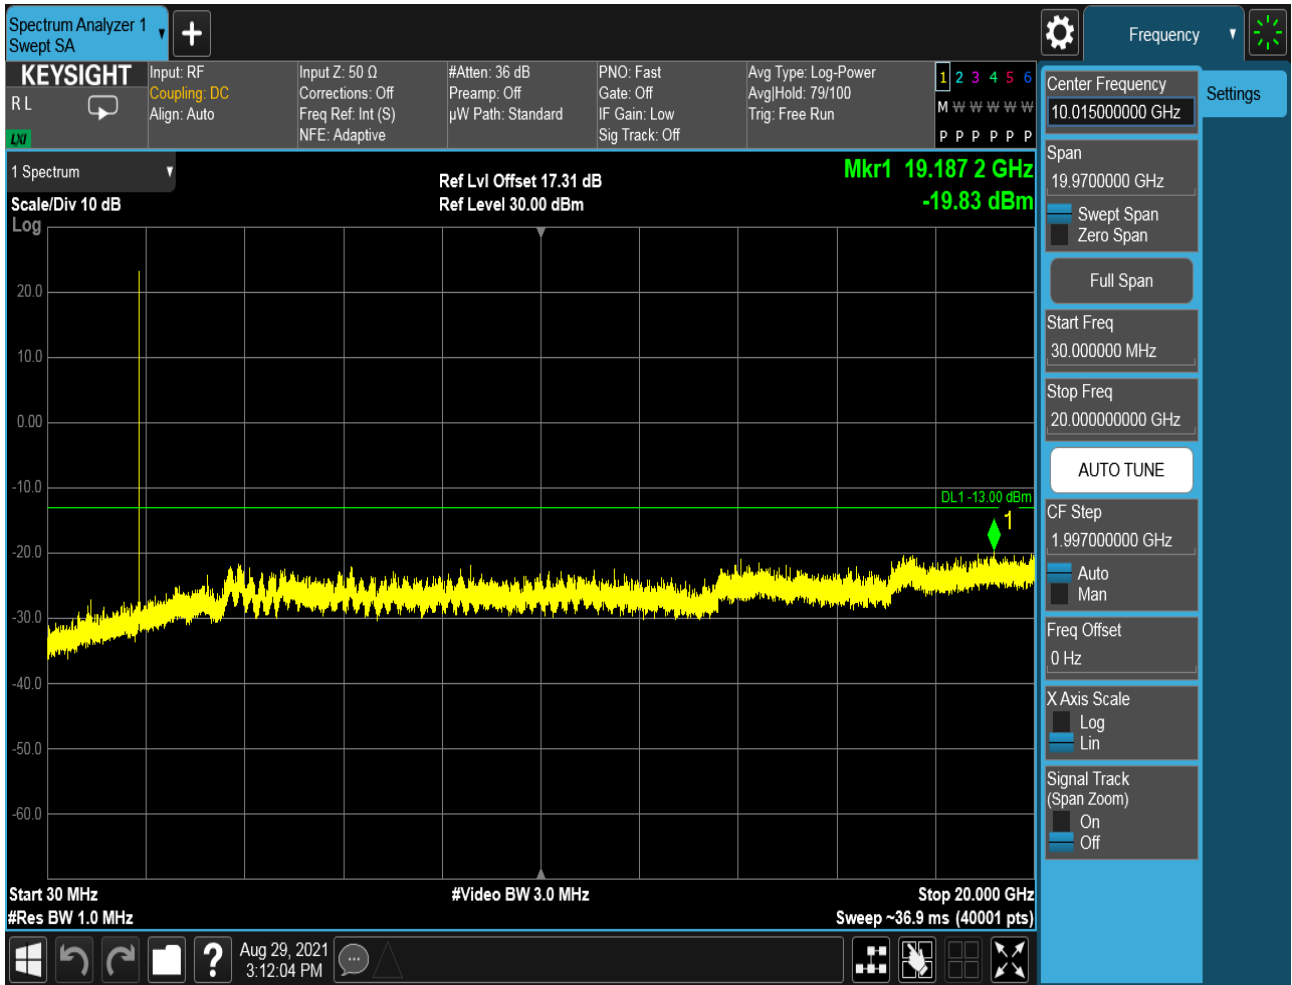 Spectrum Analyzer 1
Swept SA
Frequency
KEYSIGHT
R L
LXI
Input: RF
Coupling: DC
Align: Auto
Input Z: 50 Ω
Corrections: Off
Freq Ref: Int (S)
NFE: Adaptive
#Atten: 36 dB
Preamp: Off
µW Path: Standard
PNO: Fast
Gate: Off
IF Gain: Low
Sig Track: Off
Avg Type: Log-Power
Avg|Hold: 79/100
Trig: Free Run
1 2 3 4 5 6
M W W W W W
P P P P P P
1 Spectrum
Scale/Div 10 dB
Log
Ref Lvl Offset 17.31 dB
Ref Level 30.00 dBm
Mkr1 19.187 2 GHz
-19.83 dBm
20.0
10.0
0.00
-10.0
-20.0
-30.0
-40.0
-50.0
-60.0
DL1 -13.00 dBm
1
Start 30 MHz
#Res BW 1.0 MHz
#Video BW 3.0 MHz
Stop 20.000 GHz
Sweep ~36.9 ms (40001 pts)
Center Frequency
10.015000000 GHz
Settings
Span
19.9700000 GHz
Swept Span
Zero Span
Full Span
Start Freq
30.000000 MHz
Stop Freq
20.000000000 GHz
AUTO TUNE
CF Step
1.997000000 GHz
Auto
Man
Freq Offset
0 Hz
X Axis Scale
Log
Lin
Signal Track
(Span Zoom)
On
Off
?
Aug 29, 2021
3:12:04 PM